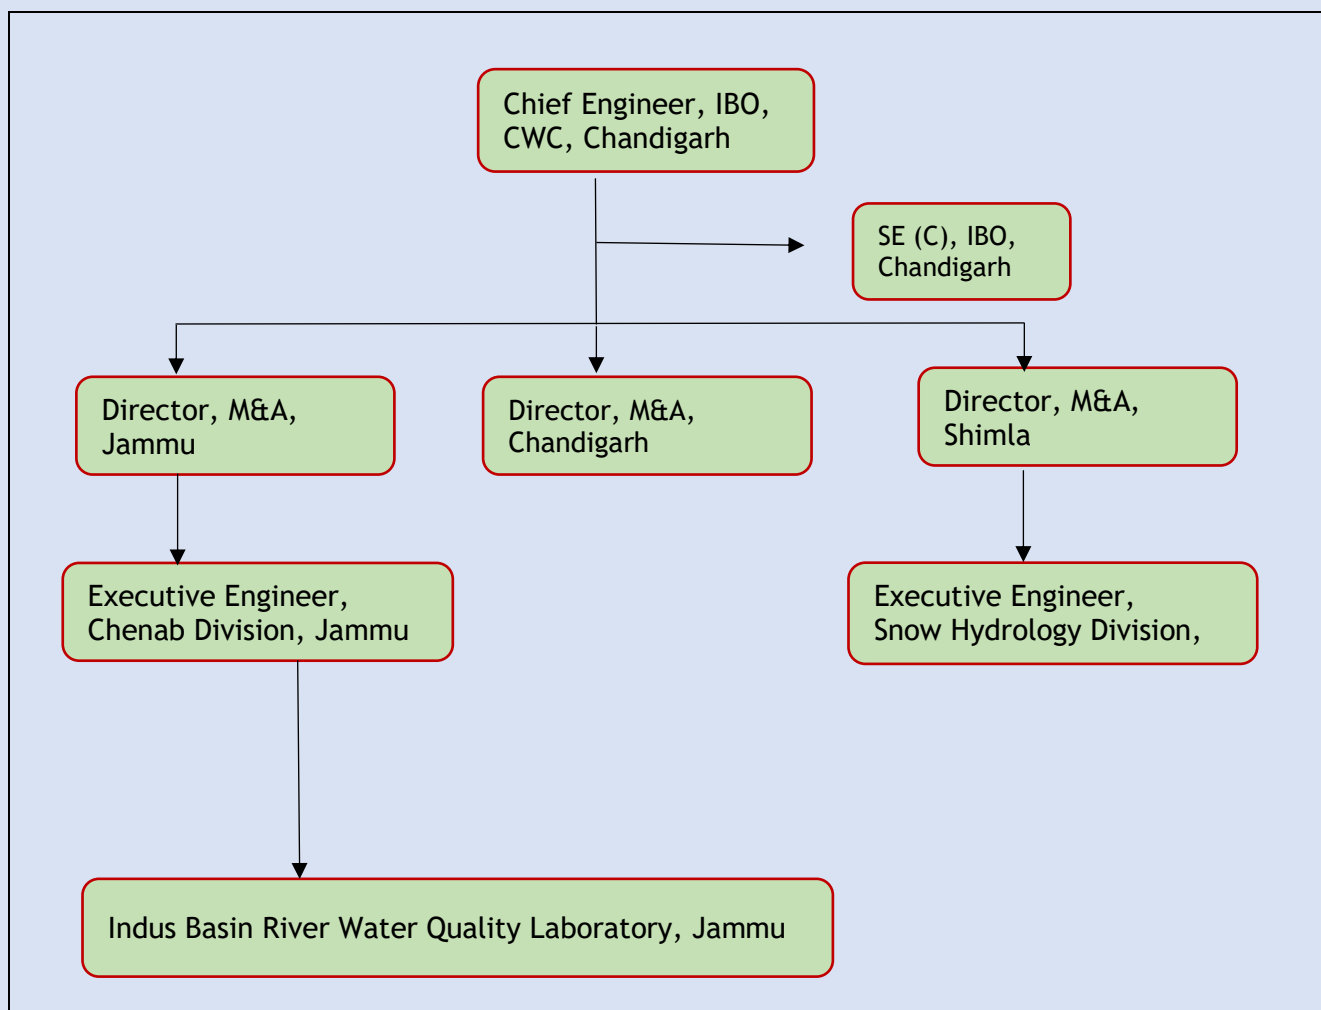 Chief Engineer, IBO,
CWC, Chandigarh
SE (C), IBO,
Chandigarh
Director, M&A,
Jammu
Director, M&A,
Chandigarh
Director, M&A,
Shimla
Executive Engineer,
Chenab Division, Jammu
Executive Engineer,
Snow Hydrology Division,
Indus Basin River Water Quality Laboratory, Jammu